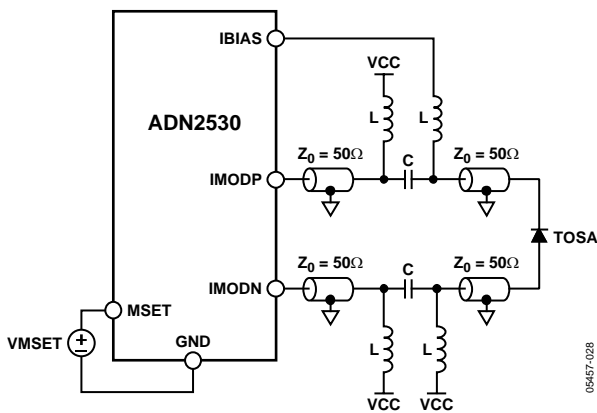 IBIAS
VCC
L
L
ADN2530
Z0 = 50Ω
C
Z0 = 50Ω
IMODP
TOSA
Z0 = 50Ω
C
Z0 = 50Ω
IMODN
MSET
VMSET
GND
L
L
VCC
VCC
05457-028